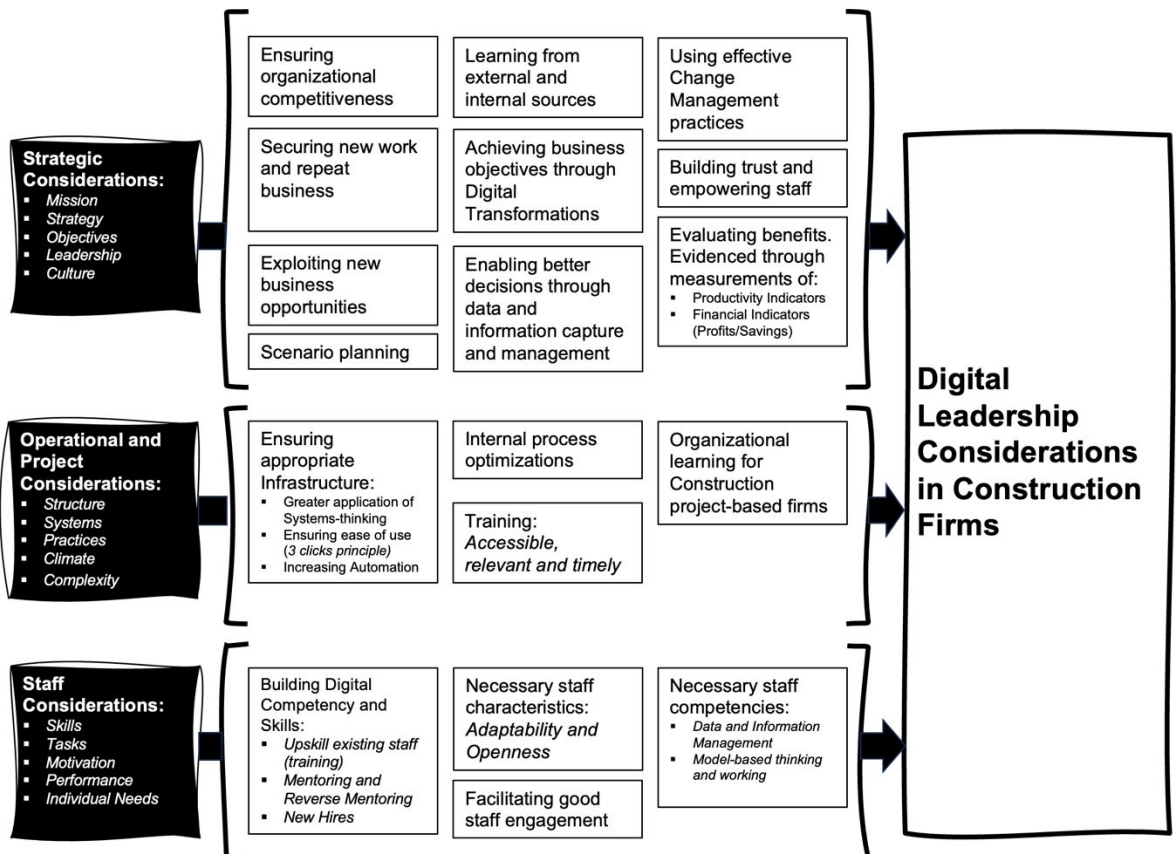 Strategic
Considerations:
▪ Mission
▪ Strategy
▪ Objectives
▪ Leadership
▪ Culture
Ensuring
organizational
competitiveness
Securing new work
and repeat
business
Exploiting new
business
opportunities
Scenario planning
Learning from
external and
internal sources
Achieving business
objectives through
Digital
Transformations
Enabling better
decisions through
data and
information capture
and management
Using effective
Change
Management
practices
Building trust and
empowering staff
Evaluating benefits.
Evidenced through
measurements of:
▪ Productivity Indicators
▪ Financial Indicators
(Profits/Savings)
Operational and
Project
Considerations:
▪ Structure
▪ Systems
▪ Practices
▪ Climate
▪ Complexity
Ensuring
appropriate
Infrastructure:
▪ Greater application of
Systems-thinking
▪ Ensuring ease of use
(3 clicks principle)
▪ Increasing Automation
Internal process
optimizations
Training:
Accessible,
relevant and timely
Organizational
learning for
Construction
project-based firms
Staff
Considerations:
▪ Skills
▪ Tasks
▪ Motivation
▪ Performance
▪ Individual Needs
Building Digital
Competency and
Skills:
▪ Upskill existing staff
(training)
▪ Mentoring and
Reverse Mentoring
▪ New Hires
Necessary staff
characteristics:
Adaptability and
Openness
Facilitating good
staff engagement
Necessary staff
competencies:
▪ Data and Information
Management
▪ Model-based thinking
and working
Digital
Leadership
Considerations
in Construction
Firms